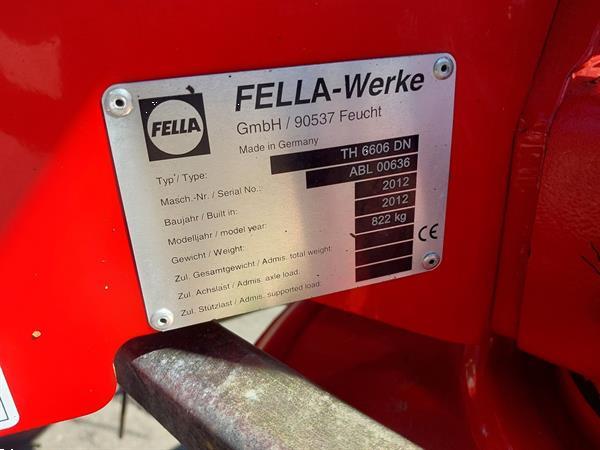 FELLA
FELLA-Werke
GmbH / 90537 Feucht
Made in Germany
Typ / Type: TH 6606 DN
Masch.-Nr. / Serial No.: ABL 00636
Baujahr / Built in: 2012
Modelljahr / model year: 2012
Gewicht / Weight: 822 kg
Zul. Gesamtgewicht / Admis. total weight:
Zul. Achslast / Admis. axle load.
Zul. Stützlast / Admis. supported load.
CE